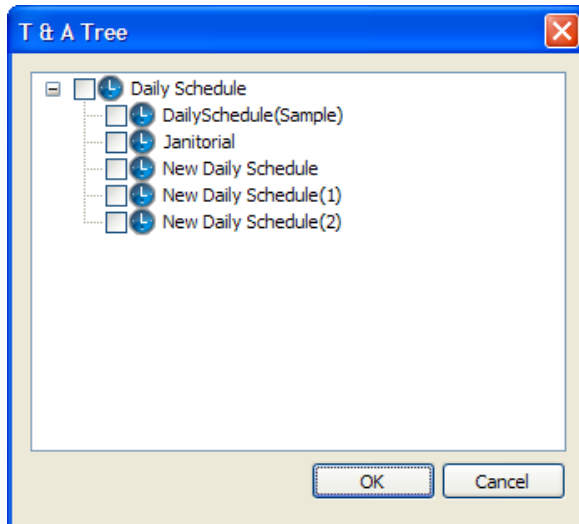 T & A Tree
Daily Schedule
DailySchedule(Sample)
Janitorial
New Daily Schedule
New Daily Schedule(1)
New Daily Schedule(2)
OK Cancel